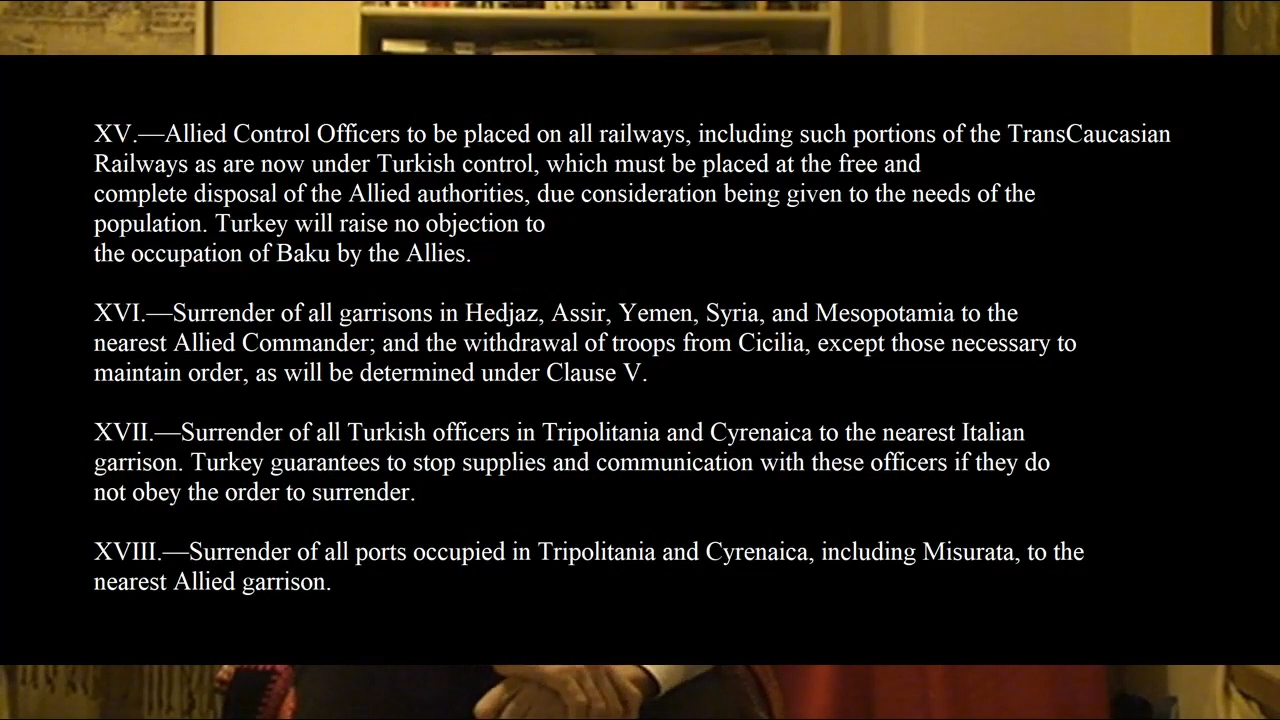 XV.—Allied Control Officers to be placed on all railways, including such portions of the TransCaucasian
Railways as are now under Turkish control, which must be placed at the free and
complete disposal of the Allied authorities, due consideration being given to the needs of the
population. Turkey will raise no objection to
the occupation of Baku by the Allies.
XVI.—Surrender of all garrisons in Hedjaz, Assir, Yemen, Syria, and Mesopotamia to the
nearest Allied Commander; and the withdrawal of troops from Cicilia, except those necessary to
maintain order, as will be determined under Clause V.
XVII.—Surrender of all Turkish officers in Tripolitania and Cyrenaica to the nearest Italian
garrison. Turkey guarantees to stop supplies and communication with these officers if they do
not obey the order to surrender.
XVIII.—Surrender of all ports occupied in Tripolitania and Cyrenaica, including Misurata, to the
nearest Allied garrison.